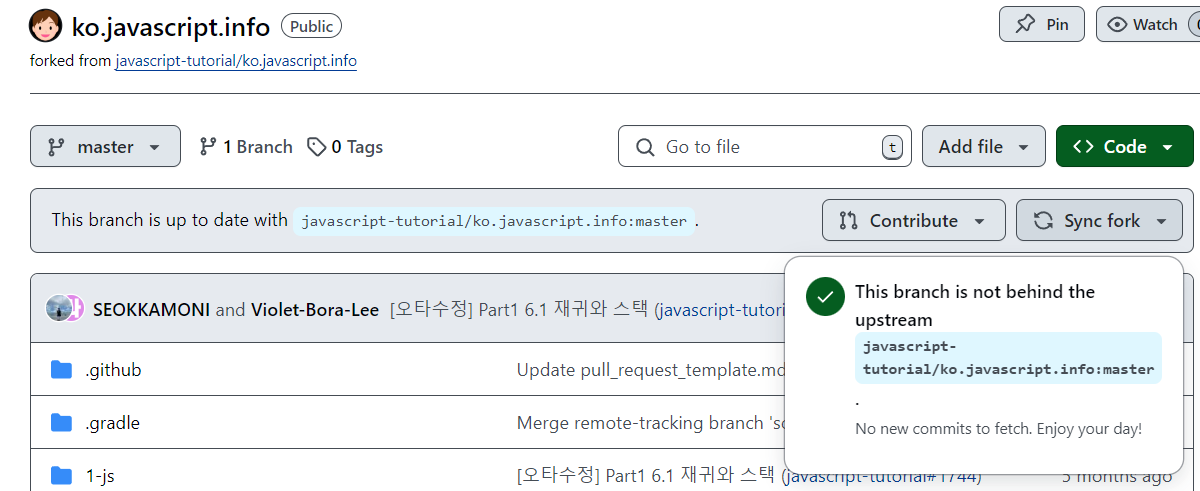 ko.javascript.info Public Pin Watch
forked from javascript-tutorial/ko.javascript.info
master 1 Branch 0 Tags Go to file t Add file Code
This branch is up to date with javascript-tutorial/ko.javascript.info:master . Contribute Sync fork
This branch is not behind the
upstream
javascript-
tutorial/ko.javascript.info:master
.
No new commits to fetch. Enjoy your day!
SEOKKAMONI and Violet-Bora-Lee [오타수정] Part1 6.1 재귀와 스택 (javascript-tutori
.github Update pull_request_template.md
.gradle Merge remote-tracking branch 'so
1-js [오타수정] Part1 6.1 재귀와 스택 (javascript-tutorial#1744) 5 months ago